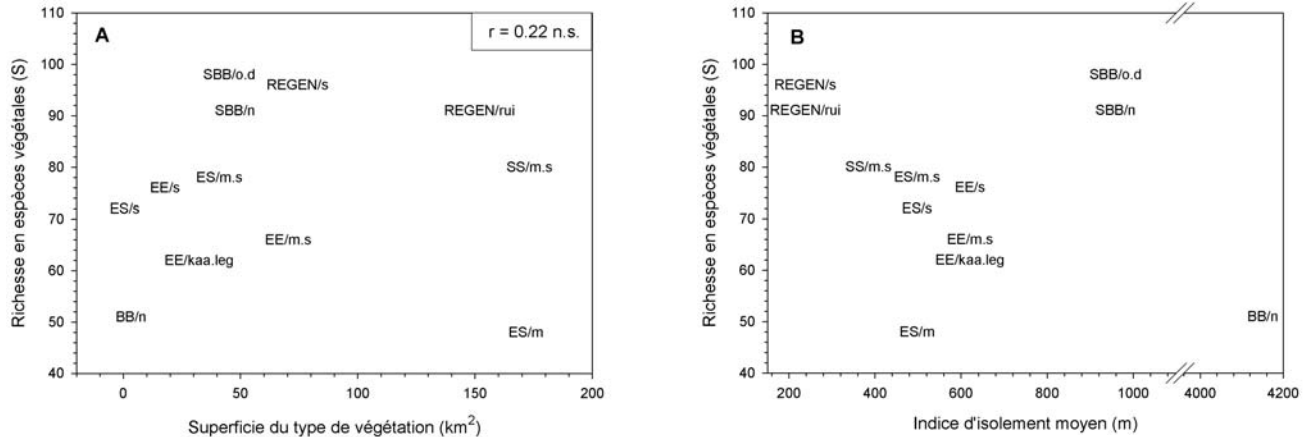 A
r = 0.22 n.s.
110
100
90
80
70
60
50
40
Richesse en espèces végétales (S)
SBB/o.d
REGEN/s
SBB/n
REGEN/rui
SS/m.s
ES/m.s
EE/s
ES/s
EE/m.s
EE/kaa.leg
BB/n
ES/m
0 50 100 150 200
Superficie du type de végétation (km²)
B
110
100
90
80
70
60
50
40
Richesse en espèces végétales (S)
SBB/o.d
REGEN/s
REGEN/rui
SBB/n
SS/m.s
ES/m.s
EE/s
ES/s
EE/m.s
EE/kaa.leg
BB/n
ES/m
200 400 600 800 1000 4000 4200
Indice d'isolement moyen (m)